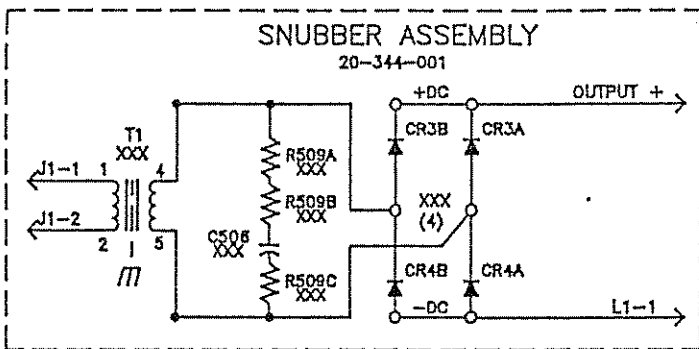 SNUBBER ASSEMBLY
20-344-001
+DC
OUTPUT +
CR3B
CR3A
T1
XXX
J1-1
1
4
R509A
XXX
R509B
XXX
XXX
(4)
J1-2
2
5
C506
XXX
R509C
XXX
CR4B
CR4A
-DC
L1-1